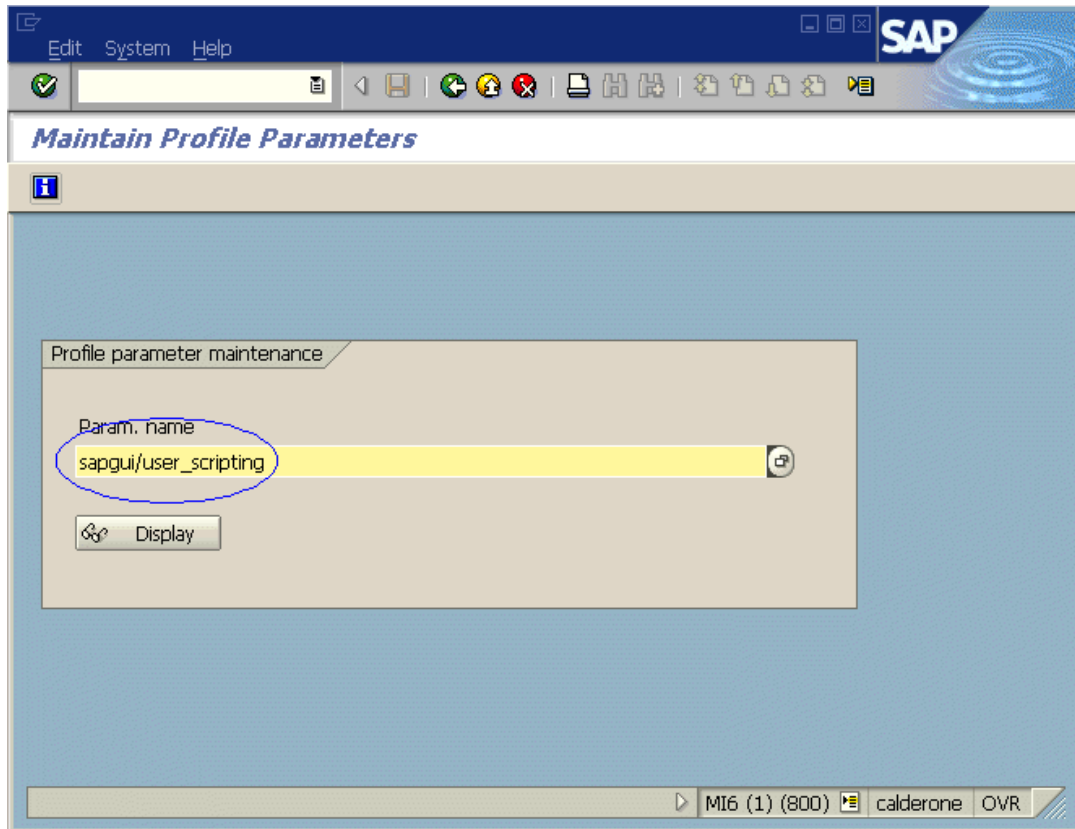 Edit System Help
SAP
Maintain Profile Parameters
Profile parameter maintenance
Param. name
sapgui/user_scripting
Display
MI6 (1) (800) calderone OVR